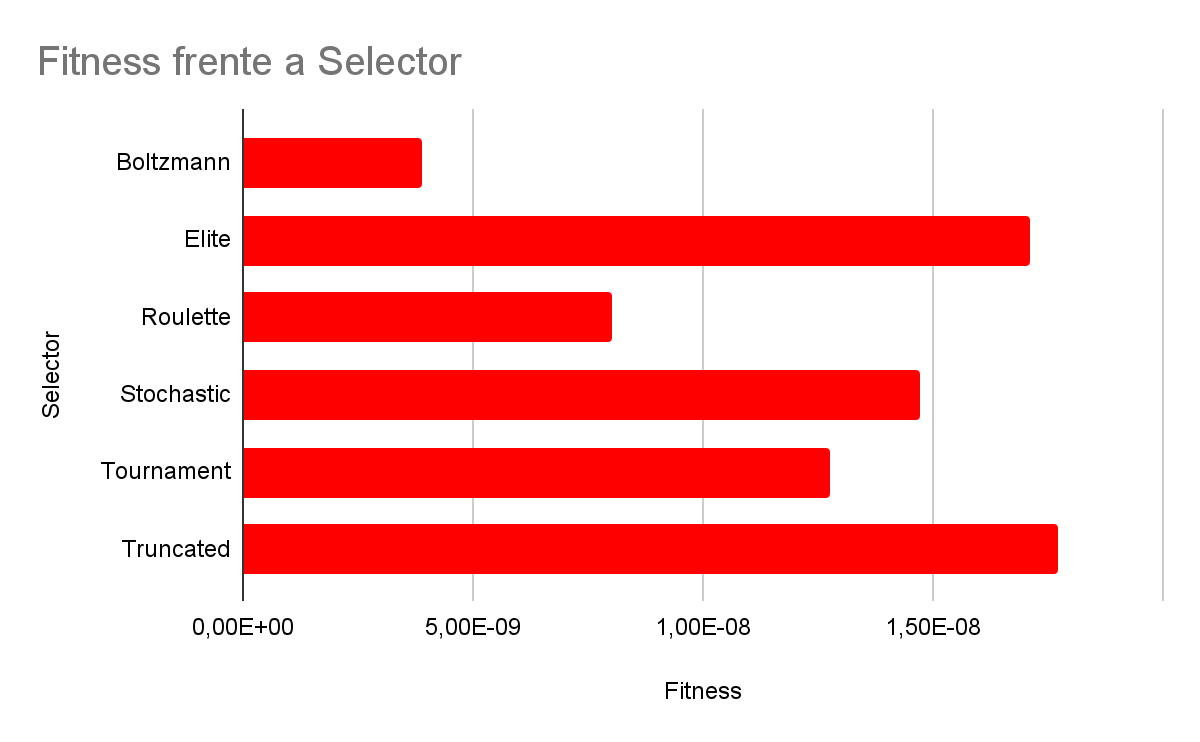 Fitness frente a Selector
Selector
Boltzmann
Elite
Roulette
Stochastic
Tournament
Truncated
0,00E+00 5,00E-09 1,00E-08 1,50E-08
Fitness